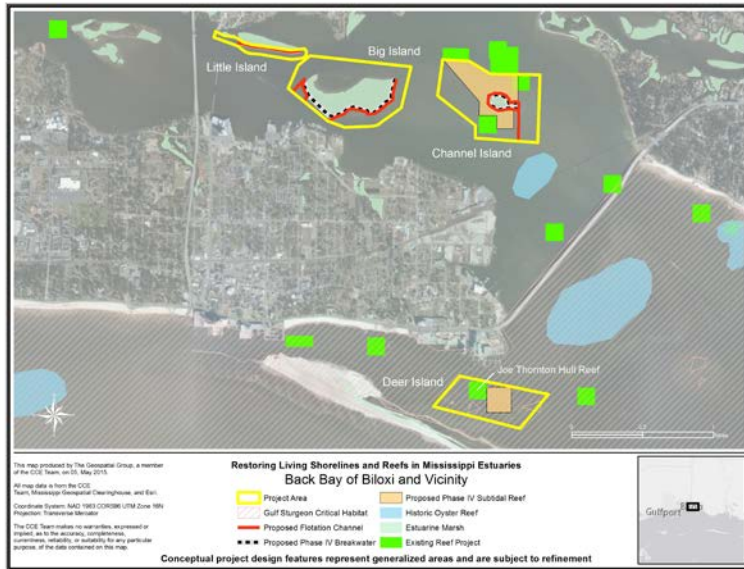 Big Island
Little Island
Channel Island
Joe Thornton Hull Reef
Deer Island
This map produced by The Geospatial Group, a member
of the CCE Team, on 05, May 2015.
All map data is from the CCE
Team, Mississippi Geospatial Clearinghouse, and Esri.
Coordinate System: NAD 1983 CORS96 UTM Zone 16N
Projection: Transverse Mercator
The CCE Team makes no warranties, expressed or
implied, as to the accuracy, completeness,
currentness, reliability, or suitability for any particular
purpose, of the data contained on this map.
Restoring Living Shorelines and Reefs in Mississippi Estuaries
Back Bay of Biloxi and Vicinity
Project Area
Proposed Phase IV Subtidal Reef
Gulf Sturgeon Critical Habitat
Historic Oyster Reef
Proposed Flotation Channel
Estuarine Marsh
Proposed Phase IV Breakwater
Existing Reef Project
Gulfport
Conceptual project design features represent generalized areas and are subject to refinement